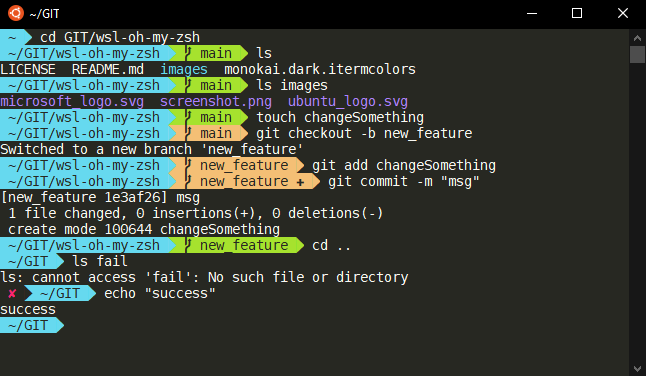 ~/GIT
~ cd GIT/wsl-oh-my-zsh
~/GIT/wsl-oh-my-zsh main ls
LICENSE README.md images monokai.dark.itermcolors
~/GIT/wsl-oh-my-zsh main ls images
microsoft_logo.svg screenshot.png ubuntu_logo.svg
~/GIT/wsl-oh-my-zsh main touch changeSomething
~/GIT/wsl-oh-my-zsh main git checkout -b new_feature
Switched to a new branch 'new_feature'
~/GIT/wsl-oh-my-zsh new_feature git add changeSomething
~/GIT/wsl-oh-my-zsh new_feature ✚ git commit -m "msg"
[new_feature 1e3af26] msg
1 file changed, 0 insertions(+), 0 deletions(-)
create mode 100644 changeSomething
~/GIT/wsl-oh-my-zsh new_feature cd ..
~/GIT ls fail
ls: cannot access 'fail': No such file or directory
✘ ~/GIT echo "success"
success
~/GIT